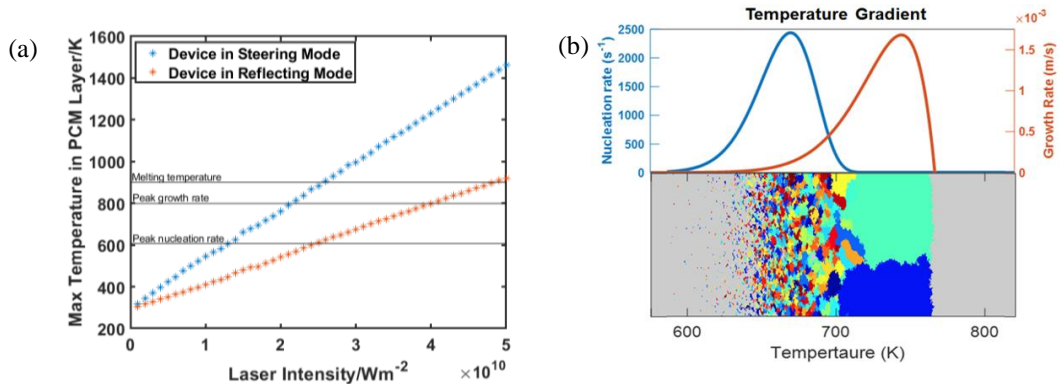 (a)
1600
1400
1200
1000
800
600
400
200
Max Temperature in PCM Layer/K
Device in Steering Mode
Device in Reflecting Mode
Melting temperature
Peak growth rate
Peak nucleation rate
0 1 2 3 4 5
Laser Intensity/Wm⁻²
×10¹⁰
(b)
Temperature Gradient
×10⁻³
2500
2000
1500
1000
500
0
Nucleation rate (s⁻¹)
1.5
1
0.5
0
Growth Rate (m/s)
600 700 800
Tempertaure (K)